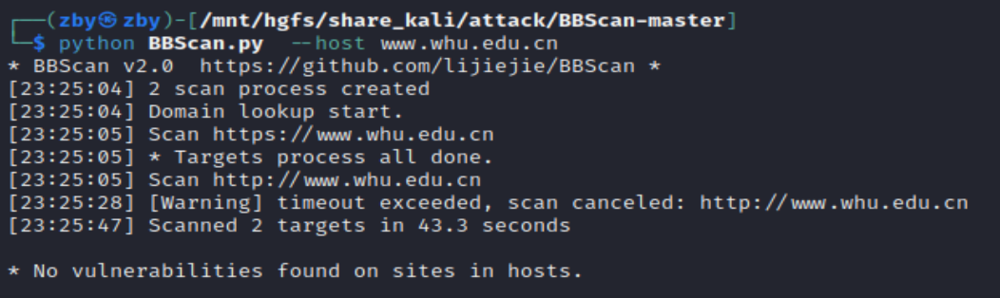 ┌──(zby㉿zby)-[/mnt/hgfs/share_kali/attack/BBScan-master]
└─$ python BBScan.py  --host www.whu.edu.cn
* BBScan v2.0  https://github.com/lijiejie/BBScan *
[23:25:04] 2 scan process created
[23:25:04] Domain lookup start.
[23:25:05] Scan https://www.whu.edu.cn
[23:25:05] * Targets process all done.
[23:25:05] Scan http://www.whu.edu.cn
[23:25:28] [Warning] timeout exceeded, scan canceled: http://www.whu.edu.cn
[23:25:47] Scanned 2 targets in 43.3 seconds
* No vulnerabilities found on sites in hosts.